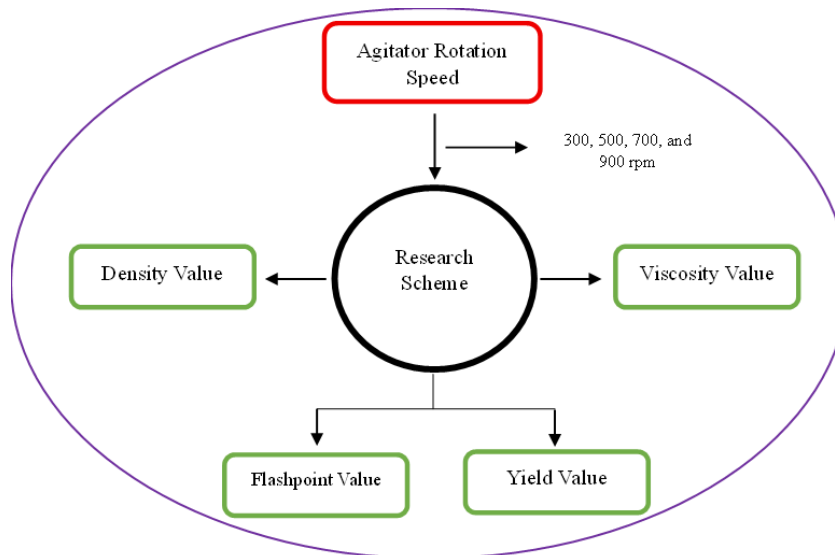 Agitator Rotation
Speed
300, 500, 700, and
900 rpm
Research
Scheme
Density Value
Viscosity Value
Flashpoint Value
Yield Value